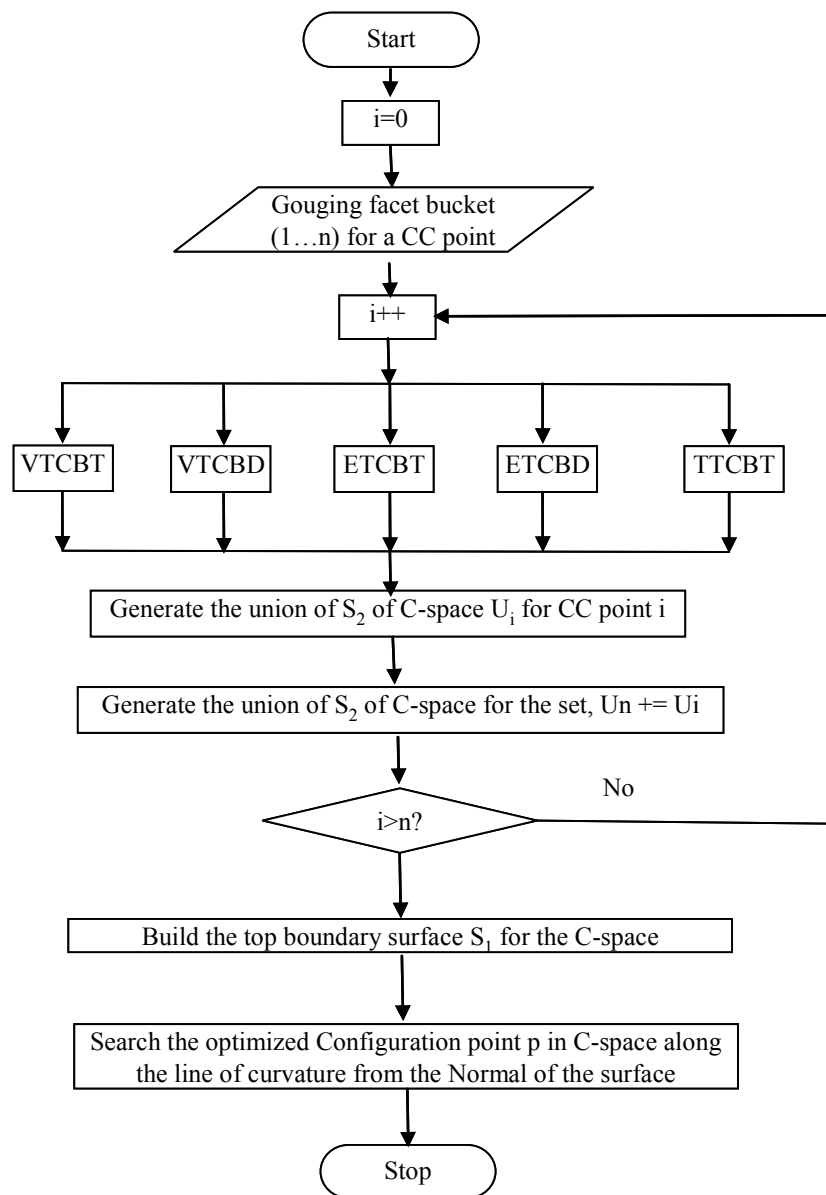 Start
i=0
Gouging facet bucket
(1…n) for a CC point
i++
VTCBT
VTCBD
ETCBT
ETCBD
TTCBT
Generate the union of S₂ of C-space Uᵢ for CC point i
Generate the union of S₂ of C-space for the set, Un += Ui
No
i>n?
Build the top boundary surface S₁ for the C-space
Search the optimized Configuration point p in C-space along
the line of curvature from the Normal of the surface
Stop